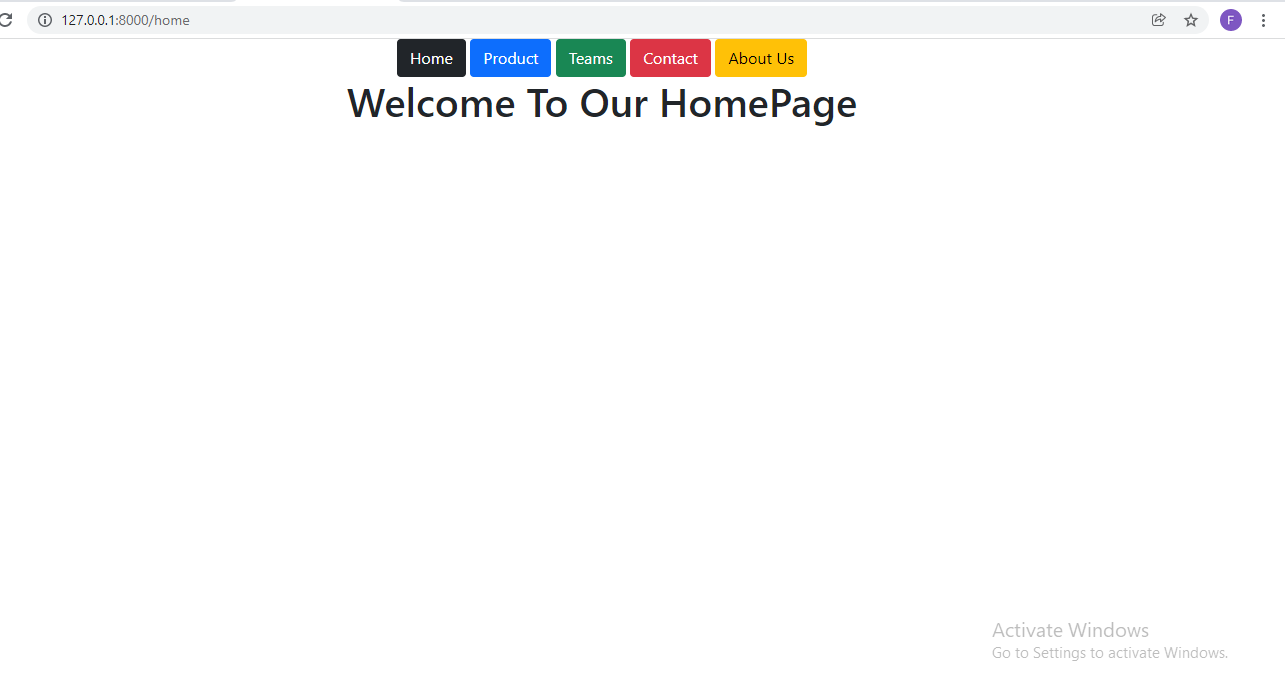 127.0.0.1:8000/home
F
Home Product Teams Contact About Us
Welcome To Our HomePage
Activate Windows
Go to Settings to activate Windows.